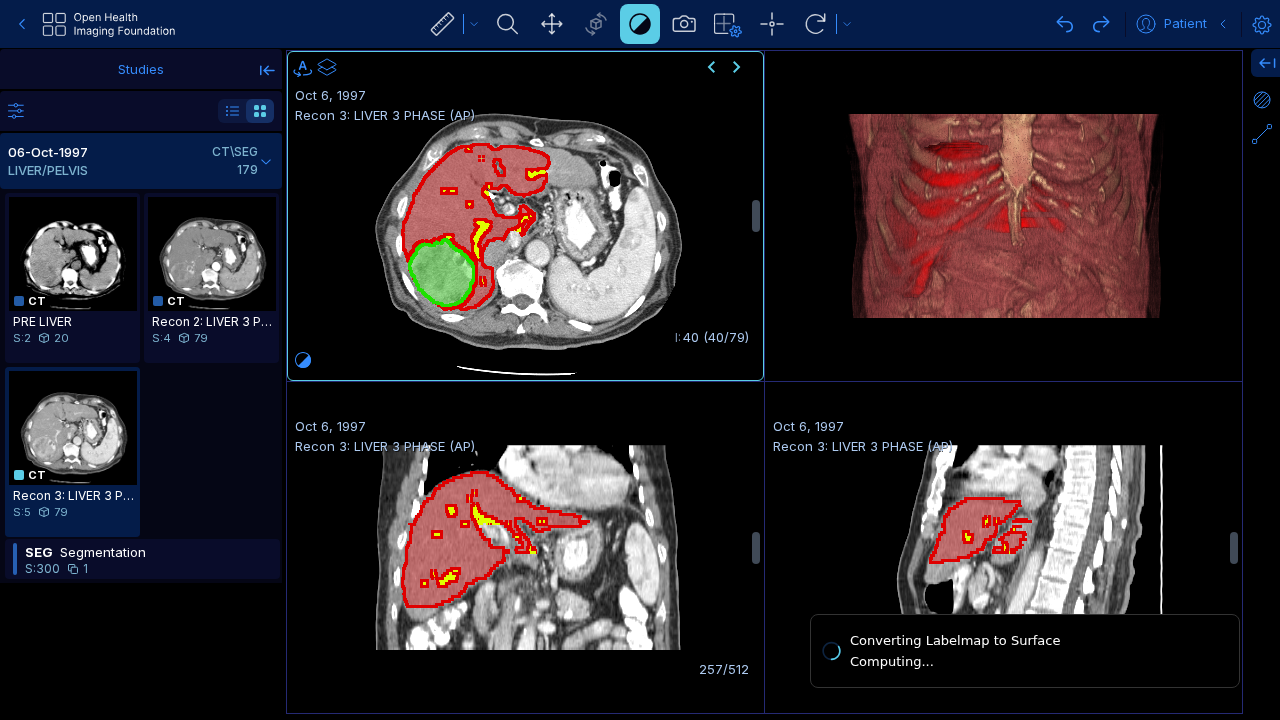 Open Health
Imaging Foundation
Patient
Studies
06-Oct-1997
CT\SEG
LIVER/PELVIS
179
CT
PRE LIVER
S:2
20
CT
Recon 2: LIVER 3 P...
S:4
79
CT
Recon 3: LIVER 3 P...
S:5
79
SEG Segmentation
S:300
1
A
Oct 6, 1997
Recon 3: LIVER 3 PHASE (AP)
I:40 (40/79)
Oct 6, 1997
Recon 3: LIVER 3 PHASE (AP)
257/512
Oct 6, 1997
Recon 3: LIVER 3 PHASE (AP)
Converting Labelmap to Surface
Computing...